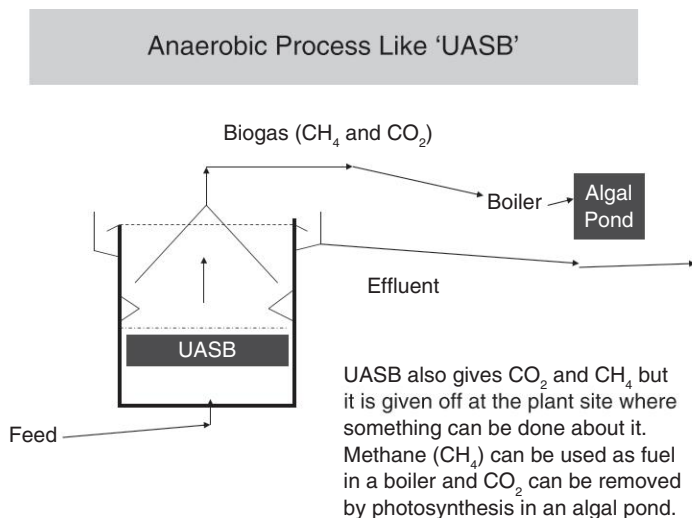 Anaerobic Process Like ‘UASB’
Biogas (CH₄ and CO₂)
Boiler
Algal
Pond
Effluent
UASB
Feed
UASB also gives CO₂ and CH₄ but
it is given off at the plant site where
something can be done about it.
Methane (CH₄) can be used as fuel
in a boiler and CO₂ can be removed
by photosynthesis in an algal pond.